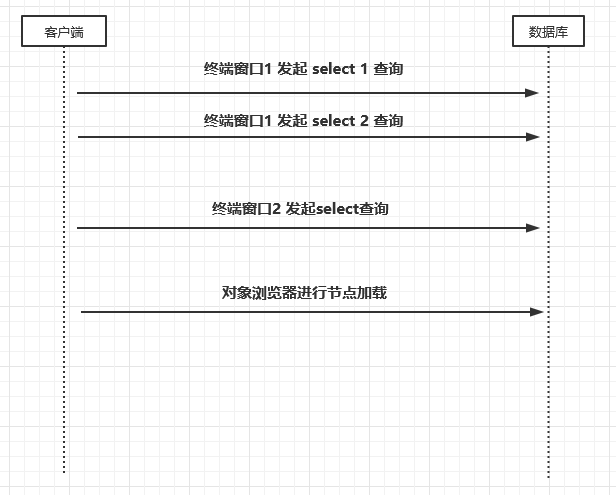 客户端
数据库
终端窗口1 发起 select 1 查询
终端窗口1 发起 select 2 查询
终端窗口2 发起select查询
对象浏览器进行节点加载